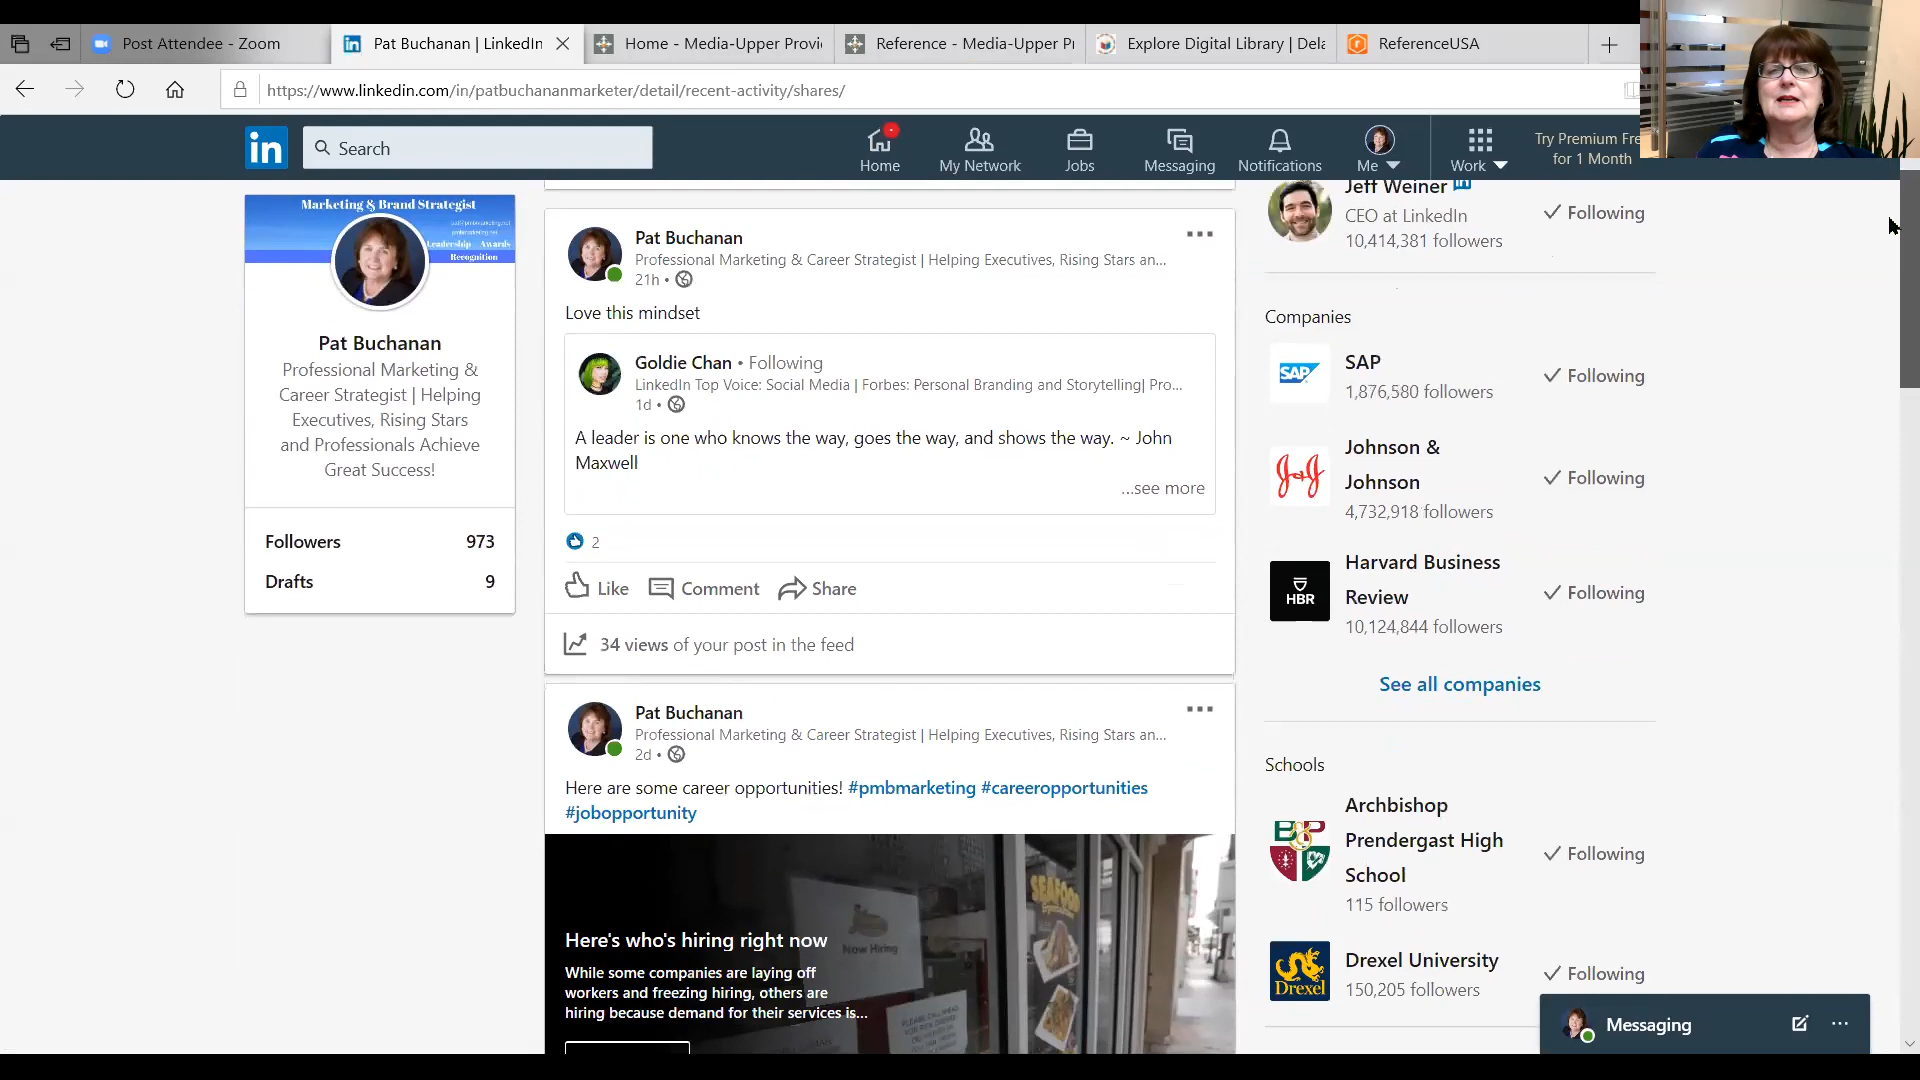 Post Attendee - Zoom
Pat Buchanan | LinkedIn
Home - Media-Upper Provi
Reference - Media-Upper Pr
Explore Digital Library | Dela
ReferenceUSA
https://www.linkedin.com/in/patbuchananmarketer/detail/recent-activity/shares/
in
Search
Home
My Network
Jobs
Messaging
Notifications
Me
Work
Try Premium Fre
for 1 Month
Marketing & Brand Strategist
Leadership Awards
Recognition
Pat Buchanan
Professional Marketing &
Career Strategist | Helping
Executives, Rising Stars
and Professionals Achieve
Great Success!
Followers 973
Drafts 9
Pat Buchanan
Professional Marketing & Career Strategist | Helping Executives, Rising Stars an...
21h •
Love this mindset
Goldie Chan • Following
LinkedIn Top Voice: Social Media | Forbes: Personal Branding and Storytelling| Pro...
1d •
A leader is one who knows the way, goes the way, and shows the way. ~ John
Maxwell
...see more
2
Like Comment Share
34 views of your post in the feed
Pat Buchanan
Professional Marketing & Career Strategist | Helping Executives, Rising Stars an...
2d •
Here are some career opportunities! #pmbmarketing #careeropportunities
#jobopportunity
SEAFOOD
Now Hiring
Here's who's hiring right now
While some companies are laying off
workers and freezing hiring, others are
hiring because demand for their services is...
Jeff Weiner in
CEO at LinkedIn
10,414,381 followers
Following
Companies
SAP
SAP
1,876,580 followers
Following
J&J
Johnson &
Johnson
4,732,918 followers
Following
HBR
Harvard Business
Review
10,124,844 followers
Following
See all companies
Schools
Archbishop
Prendergast High
School
115 followers
Following
Drexel
Drexel University
150,205 followers
Following
Messaging